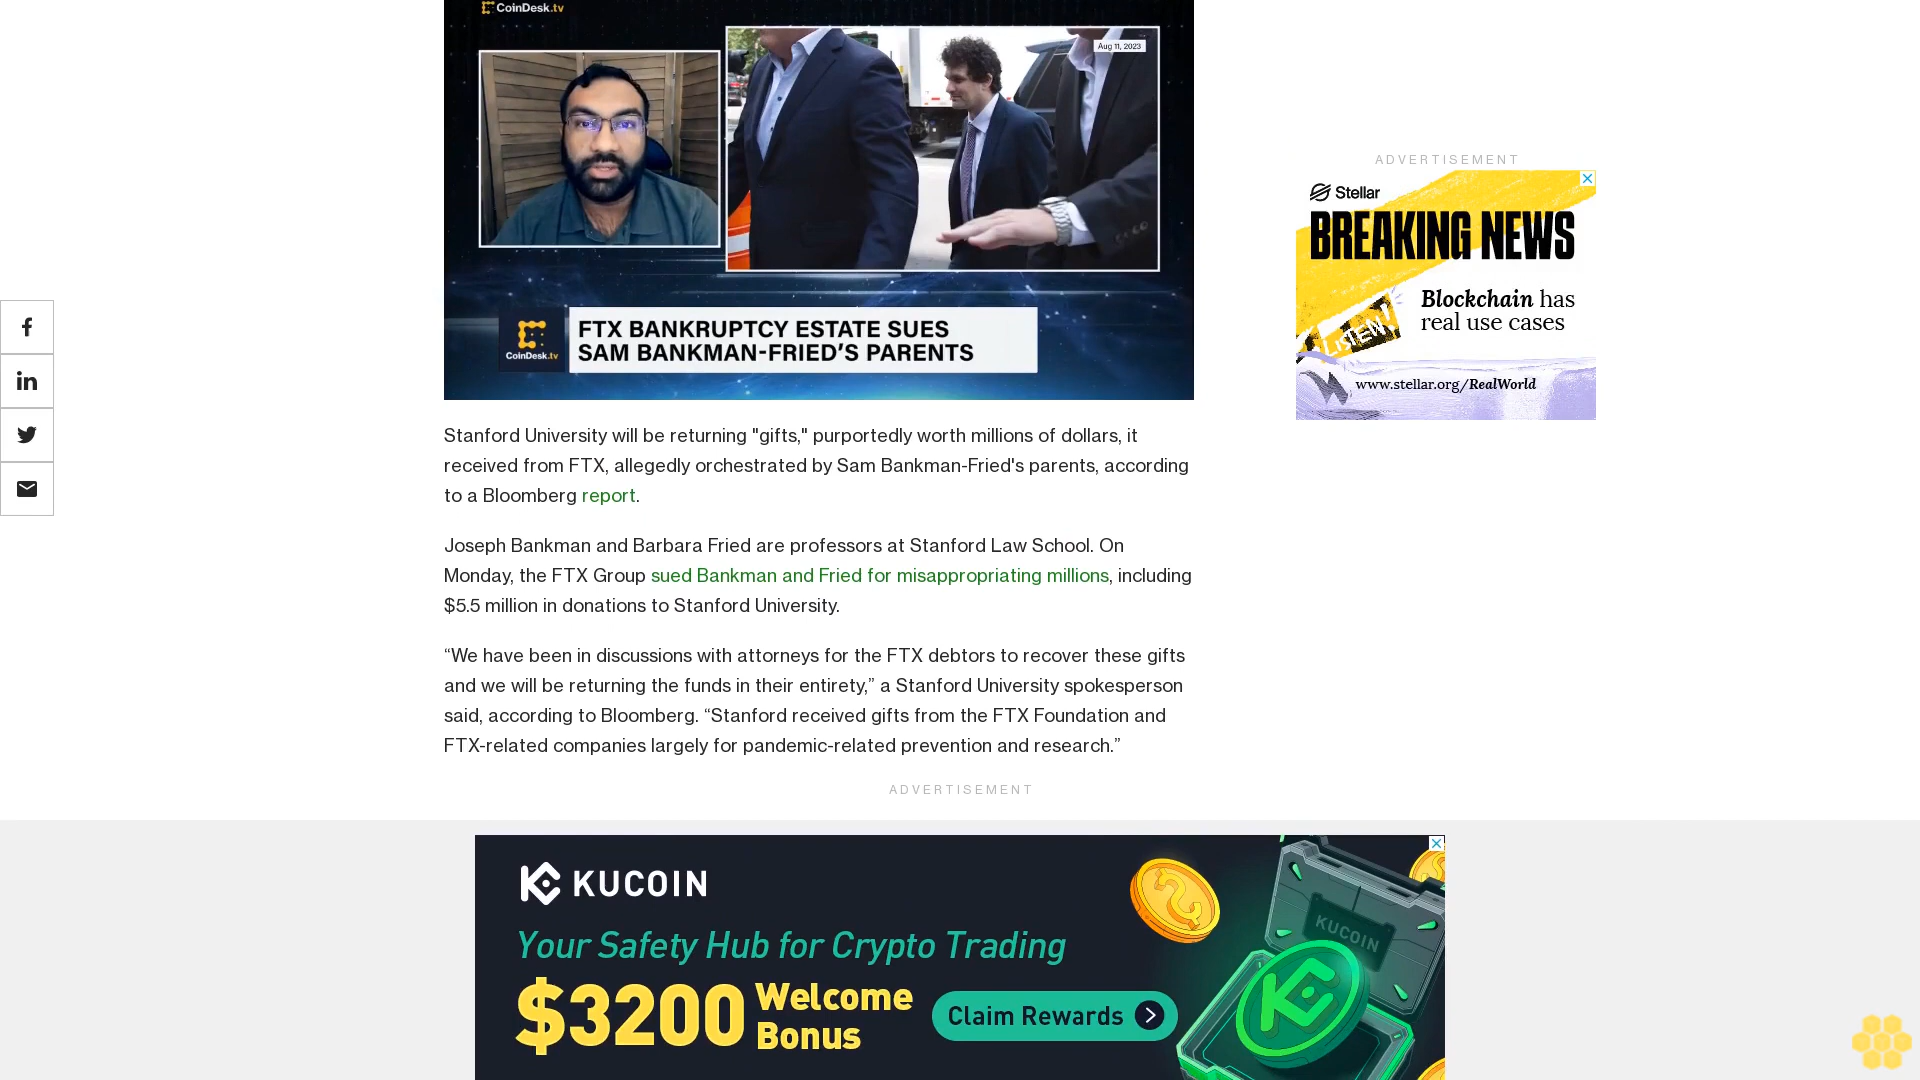 CoinDesk.tv
Aug 11, 2023
CoinDesk.tv
FTX BANKRUPTCY ESTATE SUES
SAM BANKMAN-FRIED'S PARENTS
Stanford University will be returning "gifts," purportedly worth millions of dollars, it
received from FTX, allegedly orchestrated by Sam Bankman-Fried's parents, according
to a Bloomberg report.
Joseph Bankman and Barbara Fried are professors at Stanford Law School. On
Monday, the FTX Group sued Bankman and Fried for misappropriating millions, including
$5.5 million in donations to Stanford University.
“We have been in discussions with attorneys for the FTX debtors to recover these gifts
and we will be returning the funds in their entirety,” a Stanford University spokesperson
said, according to Bloomberg. “Stanford received gifts from the FTX Foundation and
FTX-related companies largely for pandemic-related prevention and research.”
ADVERTISEMENT
Stellar
BREAKING NEWS
Blockchain has
real use cases
LISTEN!
www.stellar.org/RealWorld
ADVERTISEMENT
KUCOIN
Your Safety Hub for Crypto Trading
$3200 Welcome
Bonus
Claim Rewards
KUCOIN